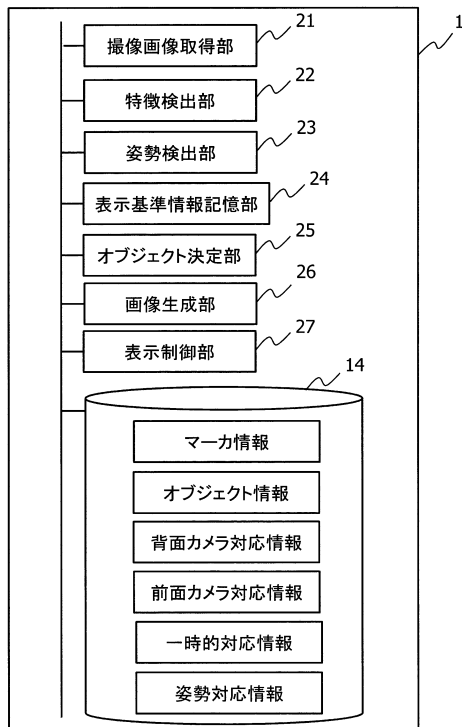 1
撮像画像取得部 21
特徴検出部 22
姿勢検出部 23
表示基準情報記憶部 24
オブジェクト決定部 25
画像生成部 26
表示制御部 27
14
マーカ情報
オブジェクト情報
背面カメラ対応情報
前面カメラ対応情報
一時的対応情報
姿勢対応情報